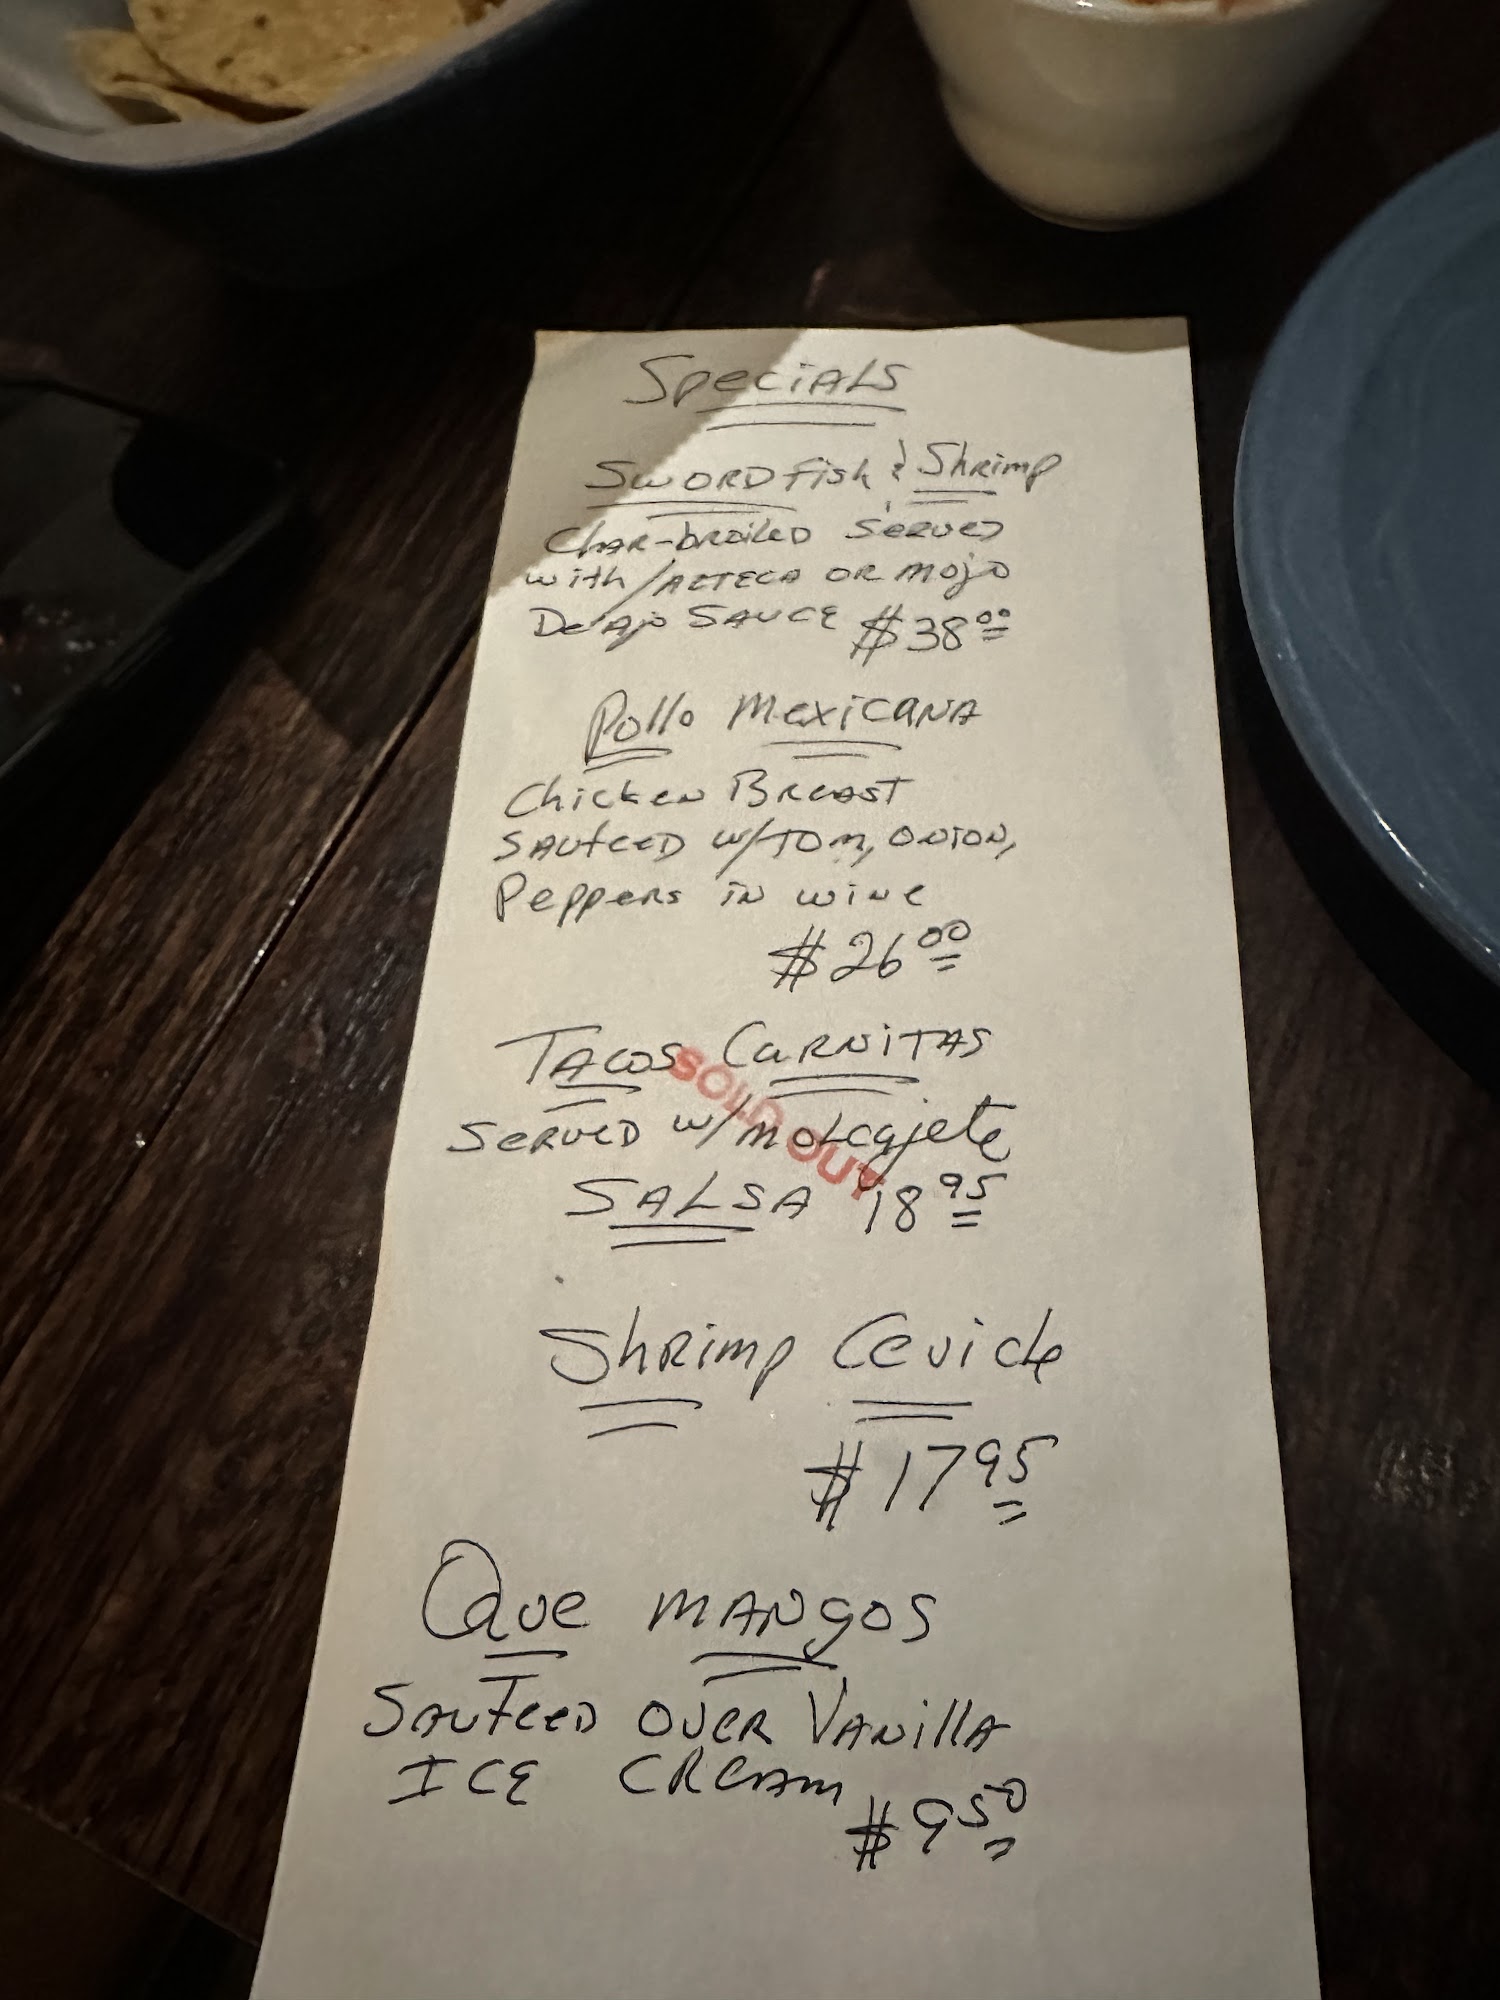 Specials
Swordfish & Shrimp
Char-broiled served
with/Azteca or mojo
De Ajo Sauce $38.00
Pollo Mexicana
Chicken Breast
Sauteed w/Tom, Onion,
Peppers in wine
$26.00
Tacos Carnitas
SOLD OUT
Served w/molcajete
Salsa 18.95
Shrimp Ceviche
$17.95
Que mangos
Sauteed over Vanilla
Ice Cream
$9.50